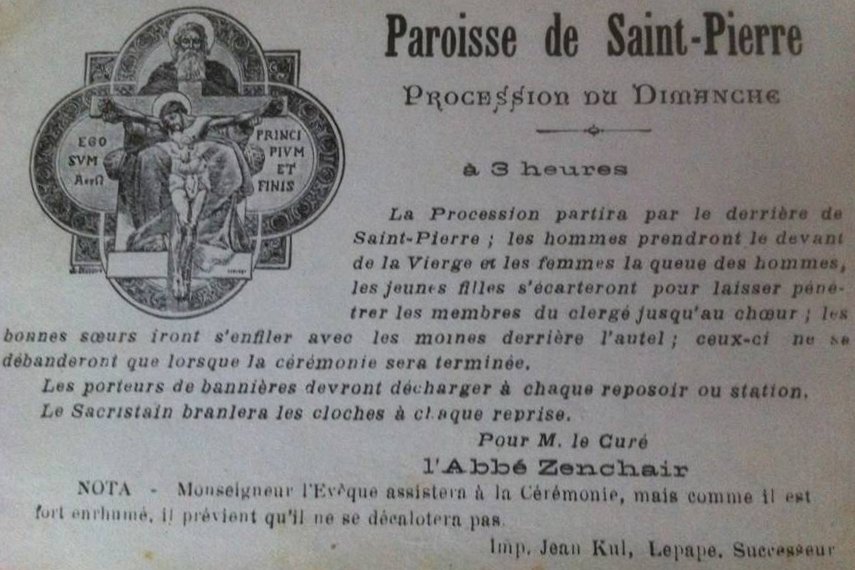 Paroisse de Saint-Pierre
PROCESSION DU DIMANCHE
à 3 heures
EGO
SVM
PRINCI
PIVM
ET
FINIS
La Procession partira par le derrière de
Saint-Pierre ; les hommes prendront le devant
de la Vierge et les femmes la queue des hommes,
les jeunes filles s'écarteront pour laisser péné-
trer les membres du clergé jusqu'au chœur ; les
bonnes sœurs iront s'enfiler avec les moines derrière l'autel ; ceux-ci ne se
débanderont que lorsque la cérémonie sera terminée.
Les porteurs de bannières devront décharger à chaque reposoir ou station.
Le Sacristain branlera les cloches à chaque reprise.
Pour M. le Curé
l'Abbé Zenchair
NOTA - Monseigneur l'Evèque assistera à la Cérémonie, mais comme il est
fort enrhumé, il prévient qu'il ne se décalotera pas.
Imp. Jean Kul, Lepape, Successeur